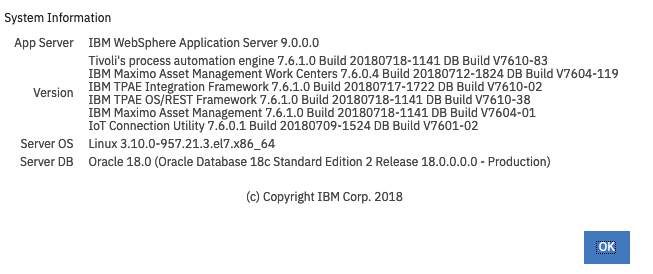 System Information
App Server IBM WebSphere Application Server 9.0.0.0
Version
Tivoli's process automation engine 7.6.1.0 Build 20180718-1141 DB Build V7610-83
IBM Maximo Asset Management Work Centers 7.6.0.4 Build 20180712-1824 DB Build V7604-119
IBM TPAE Integration Framework 7.6.1.0 Build 20180717-1722 DB Build V7610-02
IBM TPAE OS/REST Framework 7.6.1.0 Build 20180718-1141 DB Build V7610-38
IBM Maximo Asset Management 7.6.1.0 Build 20180718-1141 DB Build V7604-01
IoT Connection Utility 7.6.0.1 Build 20180709-1524 DB Build V7601-02
Server OS Linux 3.10.0-957.21.3.el7.x86_64
Server DB Oracle 18.0 (Oracle Database 18c Standard Edition 2 Release 18.0.0.0.0 - Production)
(c) Copyright IBM Corp. 2018
OK